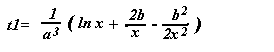 t1= 1/a³ ( ln x + 2b/x - b²/2x² )